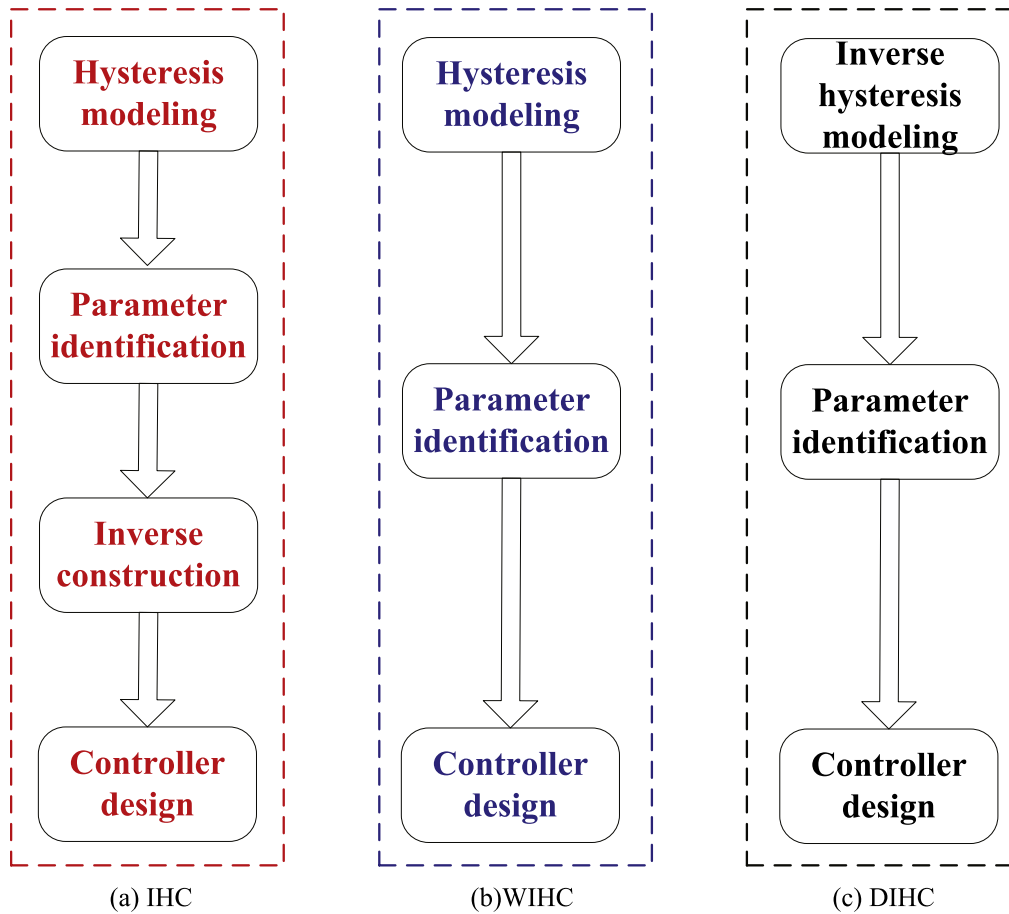 Hysteresis
modeling
Parameter
identification
Inverse
construction
Controller
design
(a) IHC
Hysteresis
modeling
Parameter
identification
Controller
design
(b)WIHC
Inverse
hysteresis
modeling
Parameter
identification
Controller
design
(c) DIHC